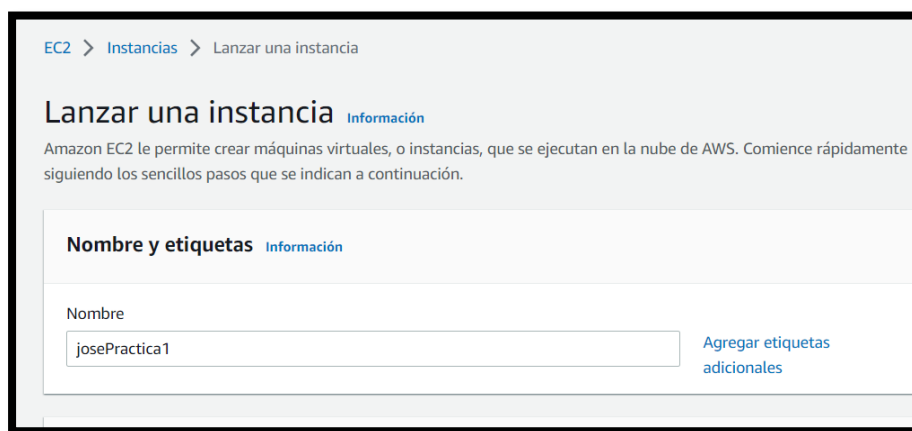 EC2 > Instancias > Lanzar una instancia
Lanzar una instancia Información
Amazon EC2 le permite crear máquinas virtuales, o instancias, que se ejecutan en la nube de AWS. Comience rápidamente
siguiendo los sencillos pasos que se indican a continuación.
Nombre y etiquetas Información
Nombre
josePractica1
Agregar etiquetas
adicionales